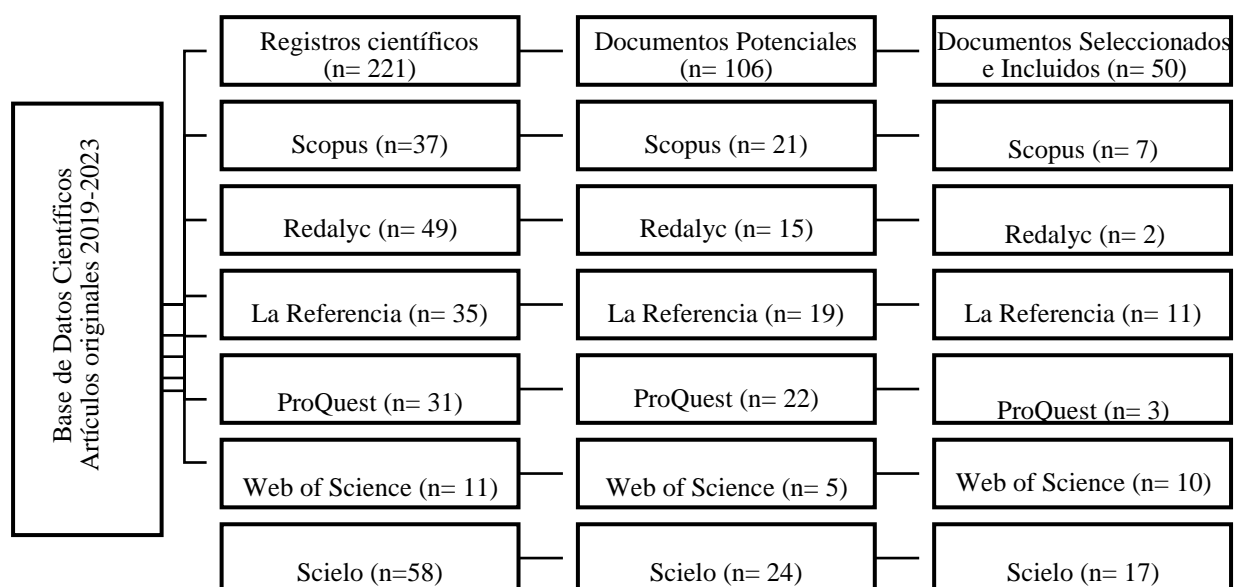 Base de Datos Científicos
Artículos originales 2019-2023
Registros científicos
(n= 221)
Documentos Potenciales
(n= 106)
Documentos Seleccionados
e Incluidos (n= 50)
Scopus (n=37)
Scopus (n= 21)
Scopus (n= 7)
Redalyc (n= 49)
Redalyc (n= 15)
Redalyc (n= 2)
La Referencia (n= 35)
La Referencia (n= 19)
La Referencia (n= 11)
ProQuest (n= 31)
ProQuest (n= 22)
ProQuest (n= 3)
Web of Science (n= 11)
Web of Science (n= 5)
Web of Science (n= 10)
Scielo (n=58)
Scielo (n= 24)
Scielo (n= 17)